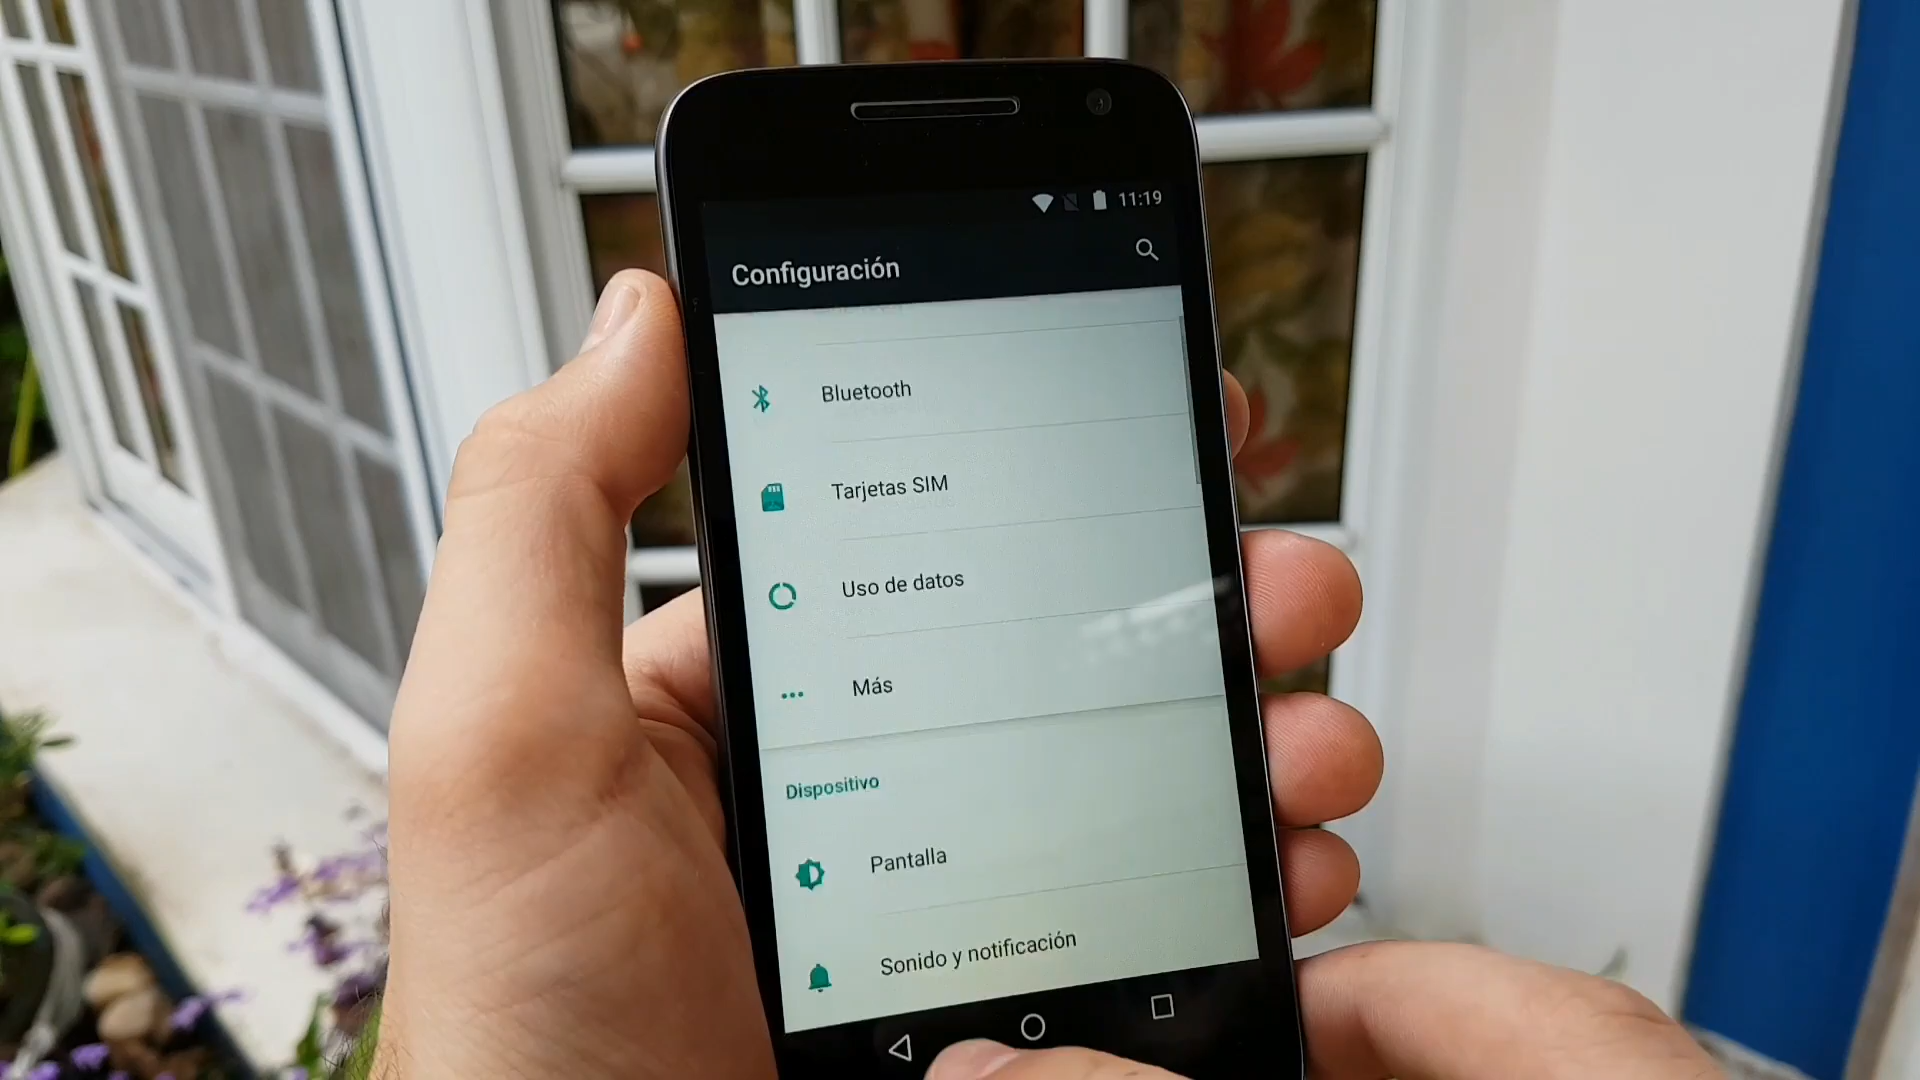 11:19
Configuración
Bluetooth
Tarjetas SIM
Uso de datos
Más
Dispositivo
Pantalla
Sonido y notificación